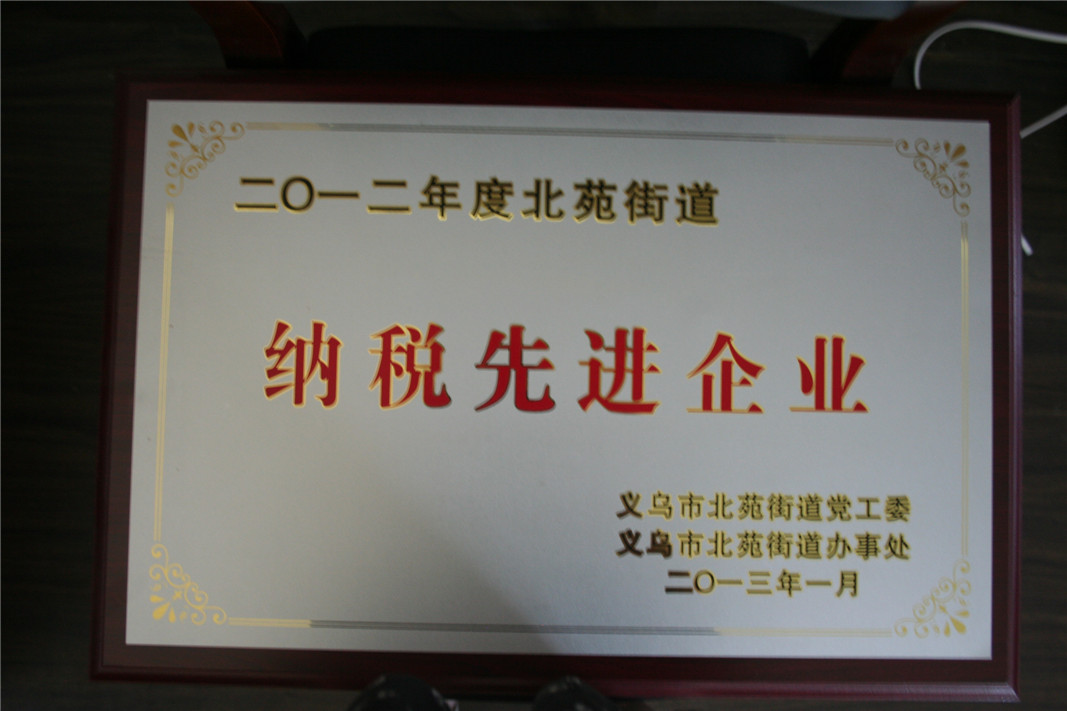 二〇一二年度北苑街道
纳税先进企业
义乌市北苑街道党工委
义乌市北苑街道办事处
二〇一三年一月